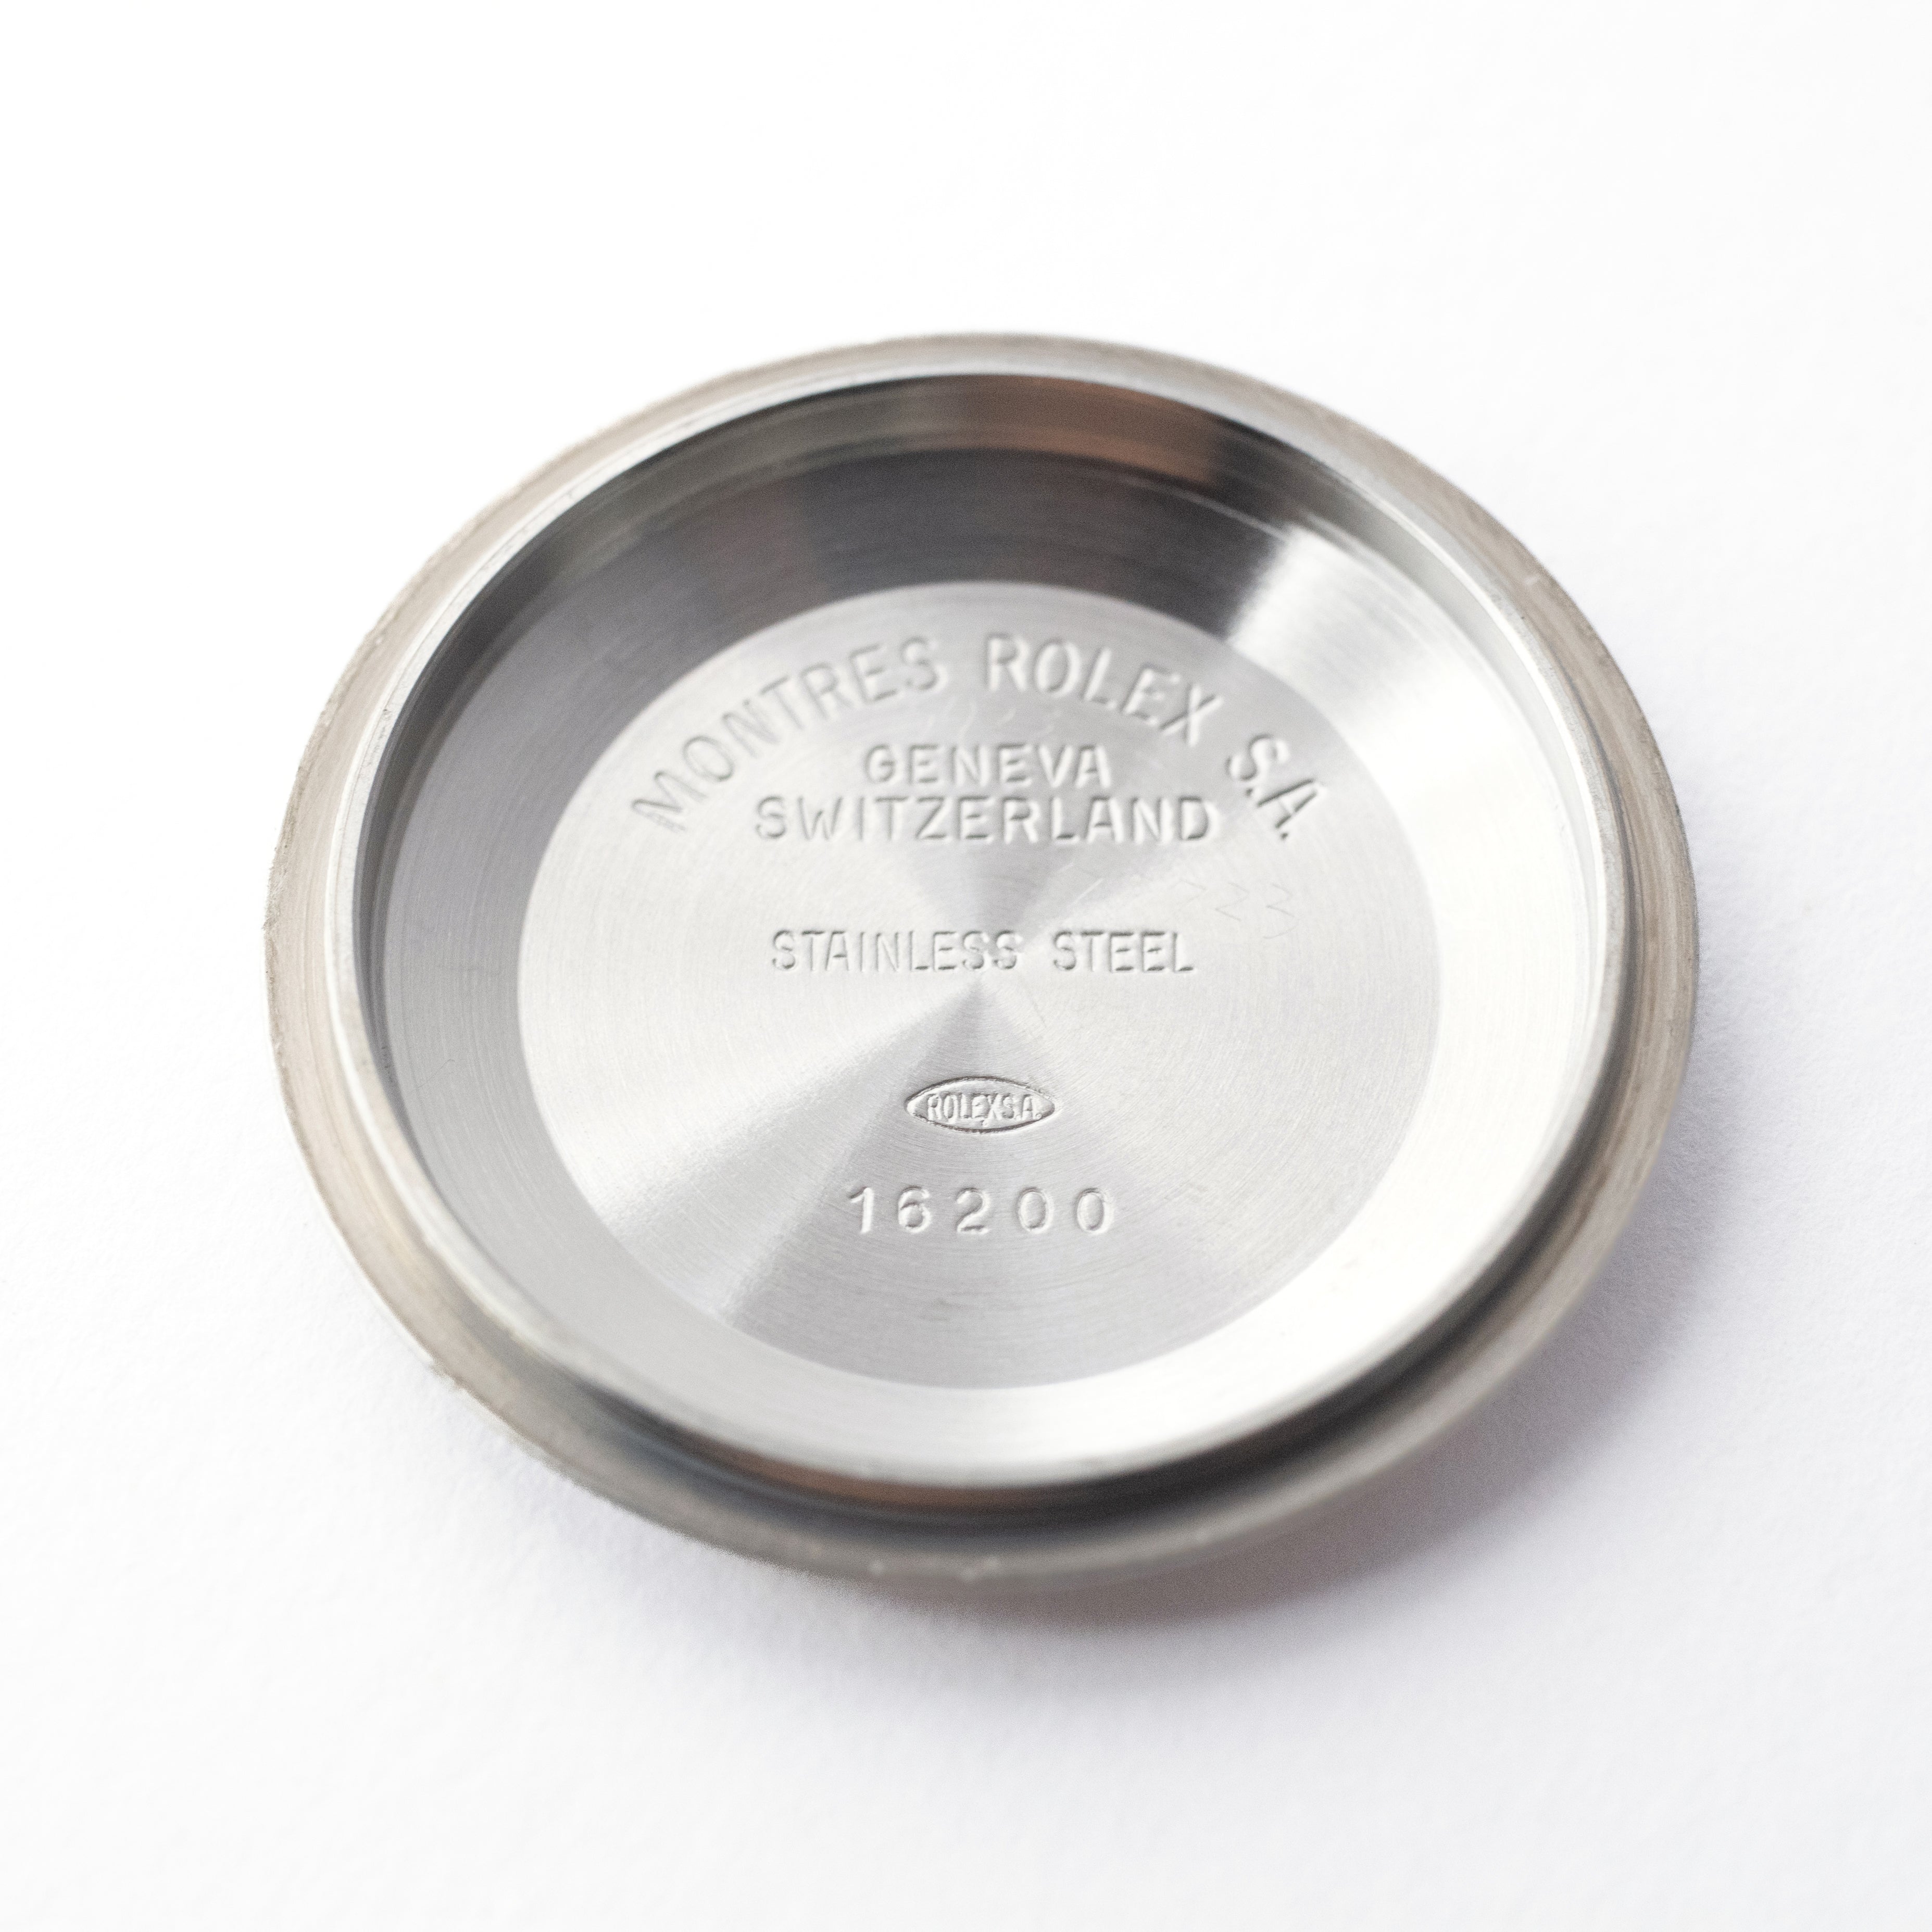 MONTRES ROLEX S.A.
GENEVA
SWITZERLAND
STAINLESS STEEL
ROLEX S.A.
16200